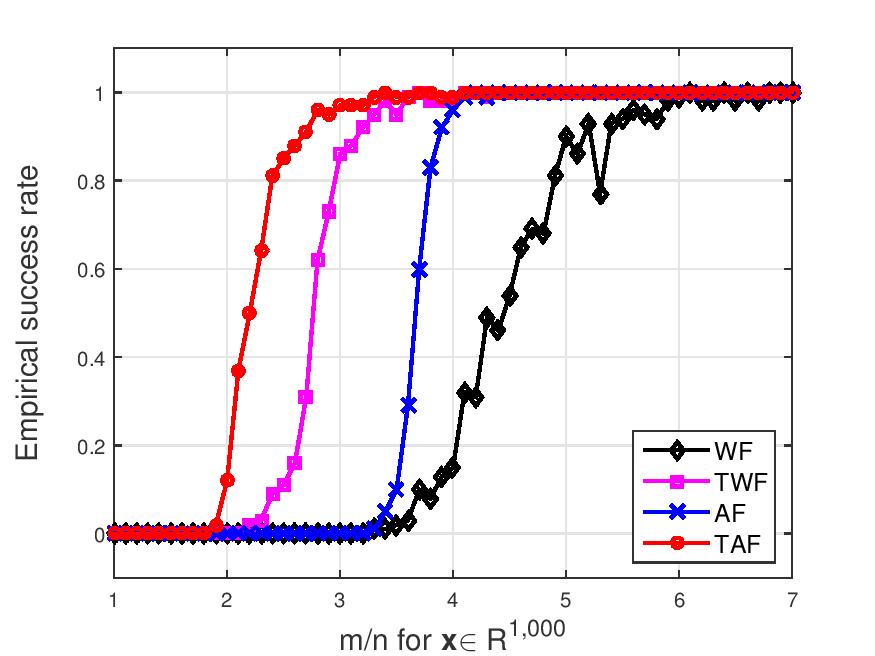 1
0.8
0.6
0.4
0.2
0
Empirical success rate
WF
TWF
AF
TAF
1 2 3 4 5 6 7
m/n for x∈ R^1,000